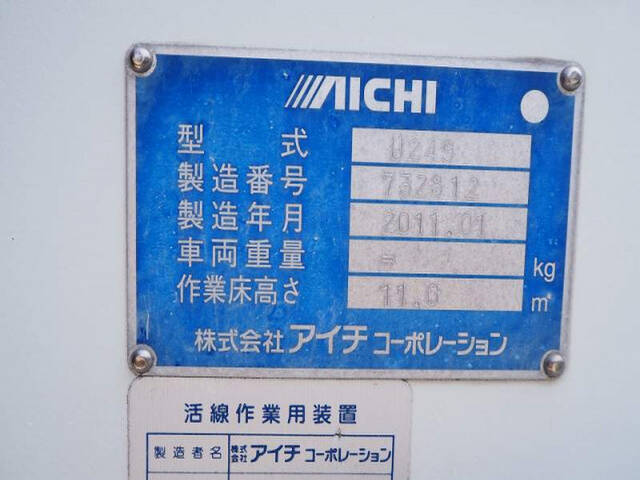 AICHI
型式 U249
製造番号 732912
製造年月 2011.01
車両重量 = kg
作業床高さ 11.0 m
株式会社アイチコーポレーション
活線作業用装置
製造者名 株式会社アイチコーポレーション